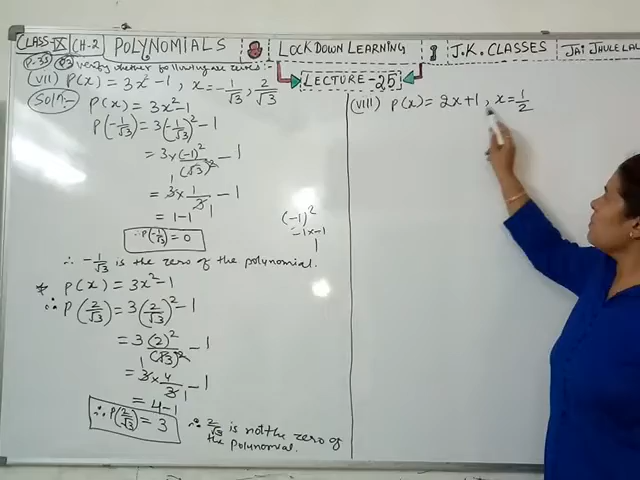 CLASS-IX CH-2 POLYNOMIALS LOCKDOWN LEARNING J.K. CLASSES JAI JHULELAL
LECTURE-25
verify whether following are zeroes:-
(VII) P(x) = 3x²-1, x = -1/√3, 2/√3
Soln:-
P(x) = 3x²-1
P(-1/√3) = 3(-1/√3)²-1
= 3×(-1)²/(√3)² -1
= 3×1/3 -1
= 1-1
(-1)²
-1×-1
1
∴ P(-1/√3) = 0
∴ -1/√3 is the zero of the polynomial.
* P(x) = 3x²-1
∴ P(2/√3) = 3(2/√3)²-1
= 3(2)²/(√3)² -1
= 3×4/3 -1
= 4-1
∴ P(2/√3) = 3
∴ 2/√3 is not the zero of
the polynomial.
(VIII) P(x) = 2x+1, x = 1/2